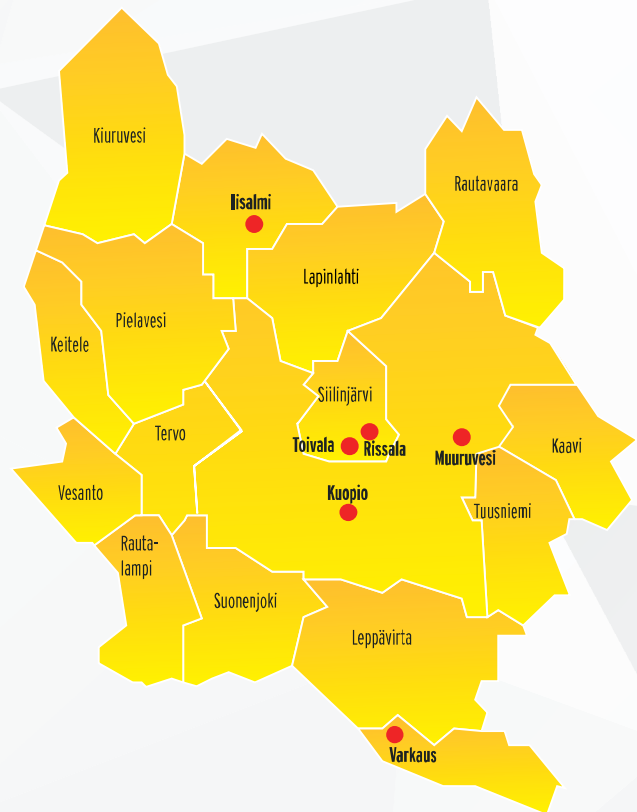 Kiuruvesi
Rautavaara
Iisalmi
Lapinlahti
Pielavesi
Keitele
Siilinjärvi
Tervo
Toivala
Rissala
Kaavi
Muuruvesi
Vesanto
Kuopio
Tuusniemi
Rauta-
lampi
Suonenjoki
Leppävirta
Varkaus